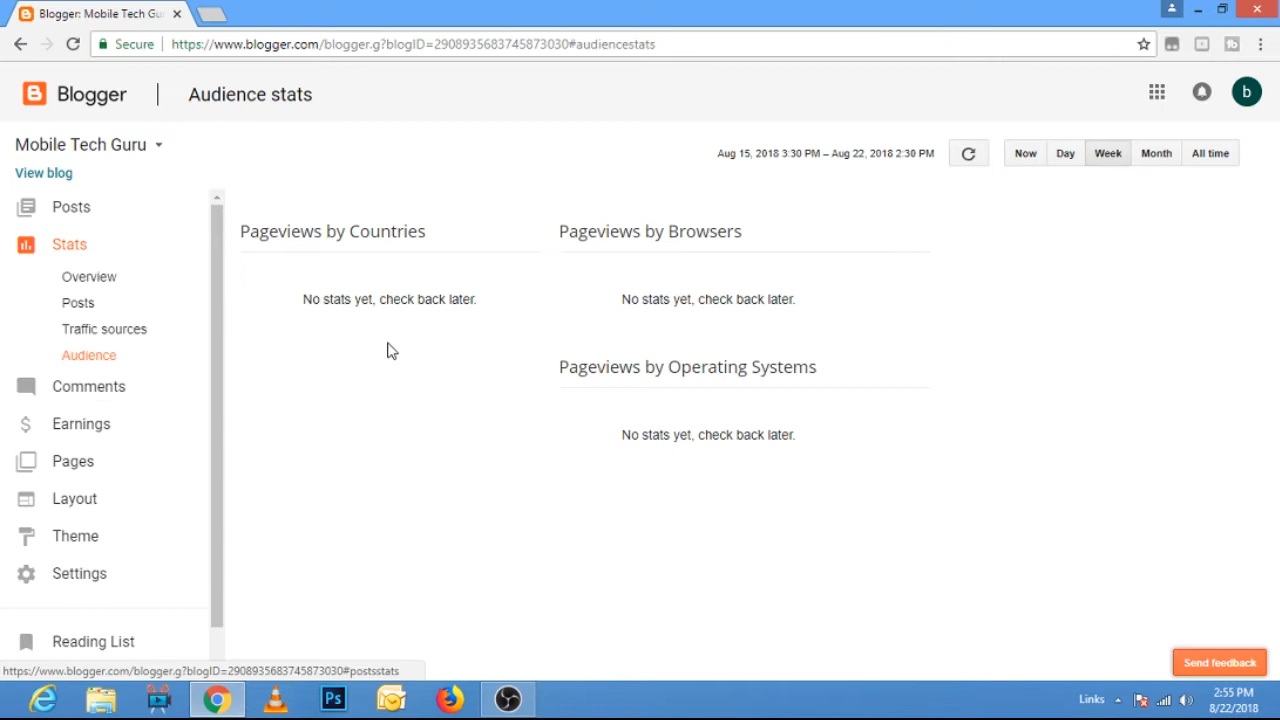 Blogger: Mobile Tech Gu
Secure
https://www.blogger.com/blogger.g?blogID=2908935683745873030#audiencestats
Blogger
Audience stats
b
Mobile Tech Guru
View blog
Aug 15, 2018 3:30 PM – Aug 22, 2018 2:30 PM
Now
Day
Week
Month
All time
Posts
Stats
Overview
Posts
Traffic sources
Audience
Comments
Earnings
Pages
Layout
Theme
Settings
Reading List
Pageviews by Countries
No stats yet, check back later.
Pageviews by Browsers
No stats yet, check back later.
Pageviews by Operating Systems
No stats yet, check back later.
Send feedback
https://www.blogger.com/blogger.g?blogID=2908935683745873030#postsstats
Ps
Links
2:55 PM
8/22/2018